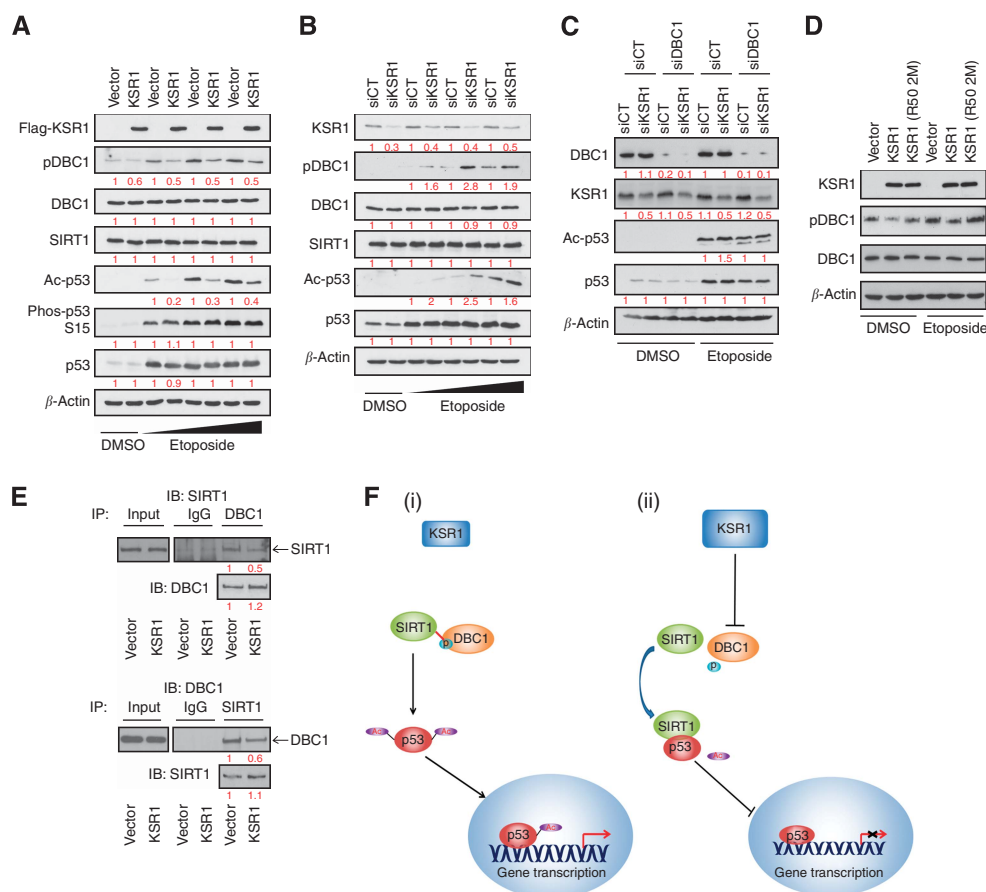 A
Vector KSR1 Vector KSR1 Vector KSR1 Vector KSR1
Flag-KSR1
pDBC1
1 0.6 1 0.5 1 0.5 1 0.5
DBC1
1 1 1 1 1 1 1 1
SIRT1
1 1 1 1 1 1 1 1
Ac-p53
1 0.2 1 0.3 1 0.4
Phos-p53
S15
1 1 1 1.1 1 1 1 1
p53
1 1 1 0.9 1 1 1 1
β-Actin
DMSO Etoposide
B
siCT siKSR1 siCT siKSR1 siCT siKSR1 siCT siKSR1
KSR1
1 0.3 1 0.4 1 0.4 1 0.5
pDBC1
1 1.6 1 2.8 1 1.9
DBC1
1 1 1 1 1 0.9 1 0.9
SIRT1
1 1 1 1 1 1 1 1
Ac-p53
1 2 1 2.5 1 1.6
p53
1 1 1 1 1 1 1 1
β-Actin
DMSO Etoposide
C
siCT siDBC1 siCT siDBC1
siCT siKSR1 siCT siKSR1 siCT siKSR1 siCT siKSR1
DBC1
1 1.1 0.2 0.1 1 1 0.1 0.1
KSR1
1 0.5 1.1 0.5 1.1 0.5 1.2 0.5
Ac-p53
1 1.5 1 1
p53
1 1 1 1 1 1 1 1
β-Actin
DMSO Etoposide
D
Vector KSR1 KSR1 (R50 2M) Vector KSR1 KSR1 (R50 2M)
KSR1
pDBC1
DBC1
β-Actin
DMSO Etoposide
E
IB: SIRT1
IP: Input IgG DBC1
SIRT1
1 0.5
IB: DBC1
1 1.2
Vector KSR1 Vector KSR1 Vector KSR1
IB: DBC1
IP: Input IgG SIRT1
DBC1
1 0.6
IB: SIRT1
1 1.1
Vector KSR1 Vector KSR1 Vector KSR1
F
(i)
KSR1
SIRT1
p
DBC1
Ac
p53
Ac
p53
Ac
Gene transcription
(ii)
KSR1
SIRT1
DBC1
p
SIRT1
p53
Ac
p53
Gene transcription